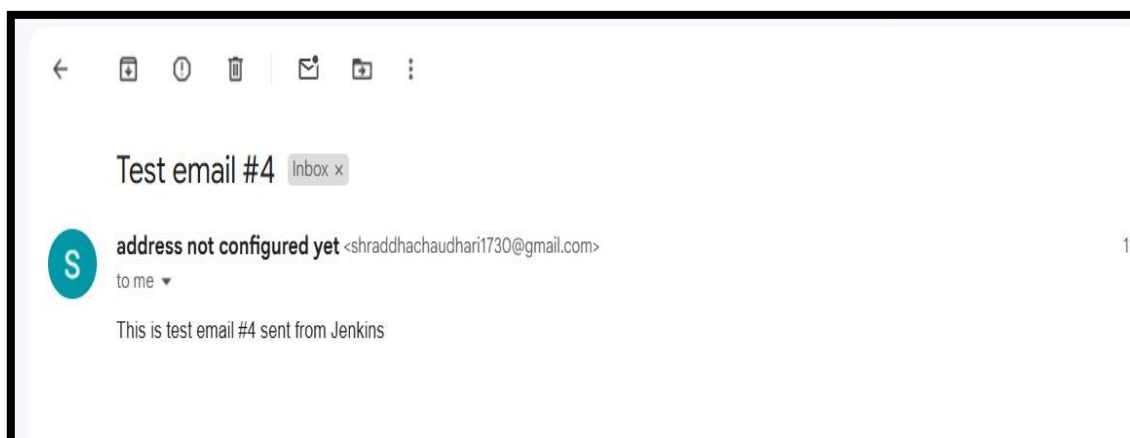 Test email #4 Inbox ×
S
address not configured yet <shraddhachaudhari1730@gmail.com>
to me
This is test email #4 sent from Jenkins